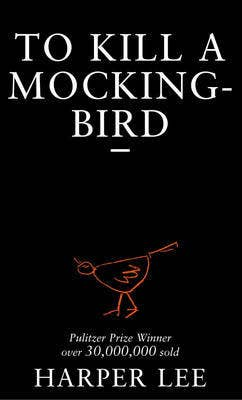 TO KILL A
MOCKING-
BIRD
Pulitzer Prize Winner
over 30,000,000 sold
HARPER LEE